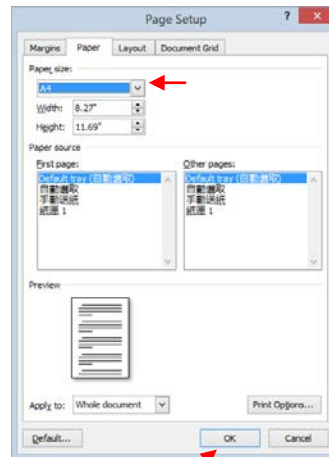 Page Setup
? x
Margins Paper Layout Document Grid
Paper size:
A4
Width: 8.27"
Height: 11.69"
Paper source
First page: Other pages:
Default tray (自動選取) Default tray (自動選取)
自動選取 自動選取
手動送紙 手動送紙
紙匣 1 紙匣 1
Preview
Apply to: Whole document Print Options...
Default... OK Cancel